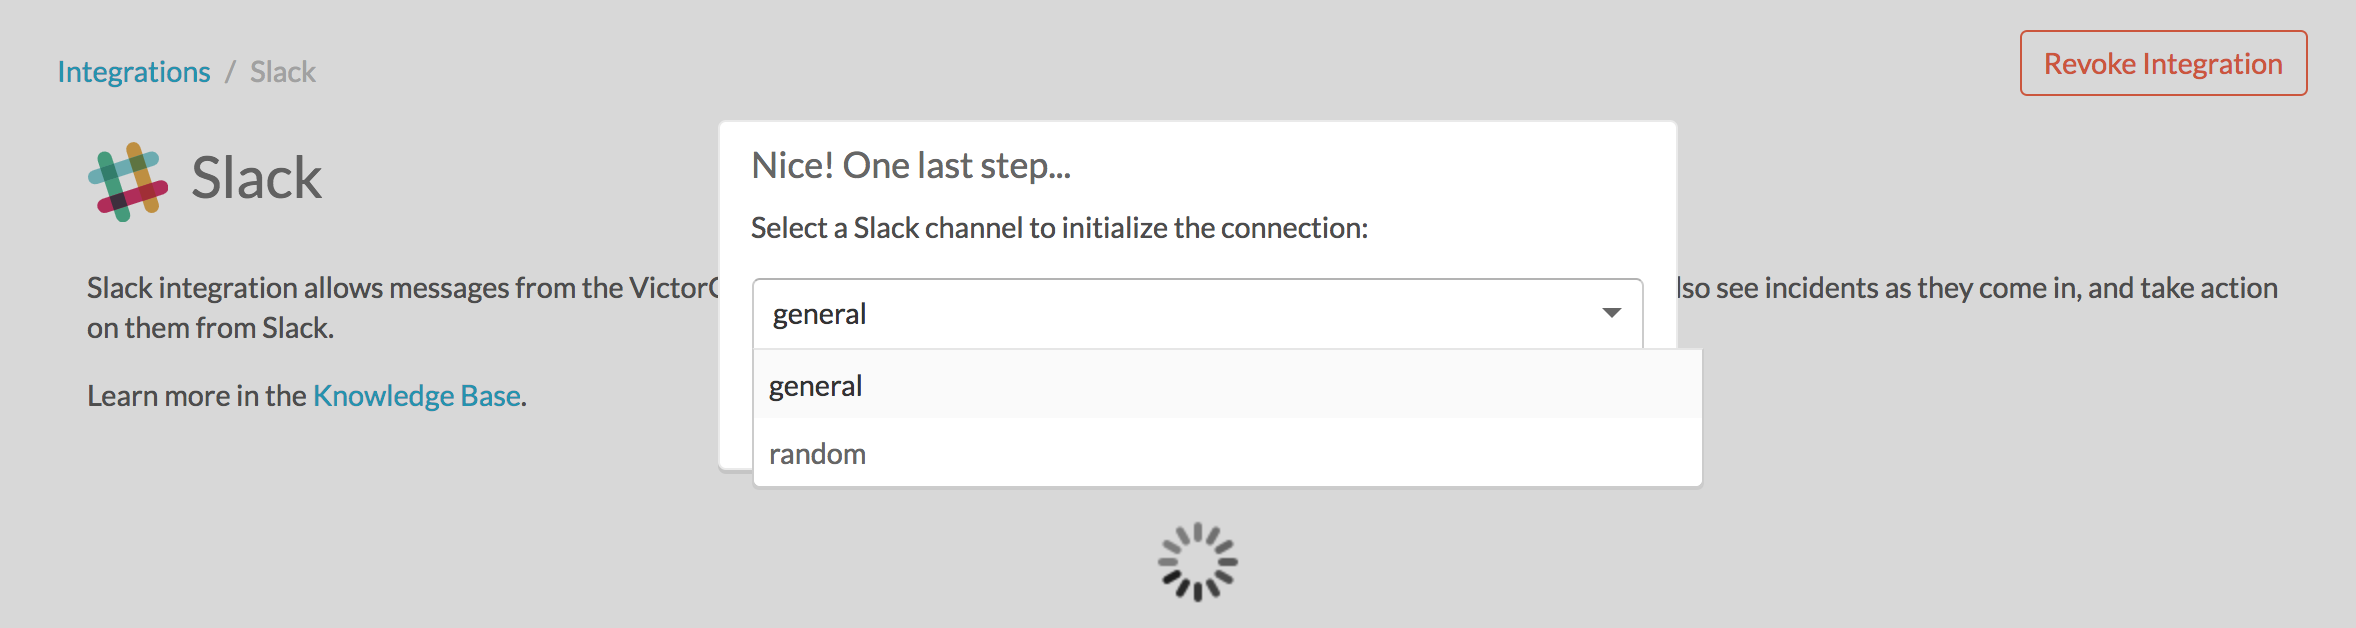 Integrations / Slack
Revoke Integration
Slack
Nice! One last step...
Select a Slack channel to initialize the connection:
general
general
random
Slack integration allows messages from the
see incidents as they come in, and take action
on them from Slack.
Learn more in the Knowledge Base.